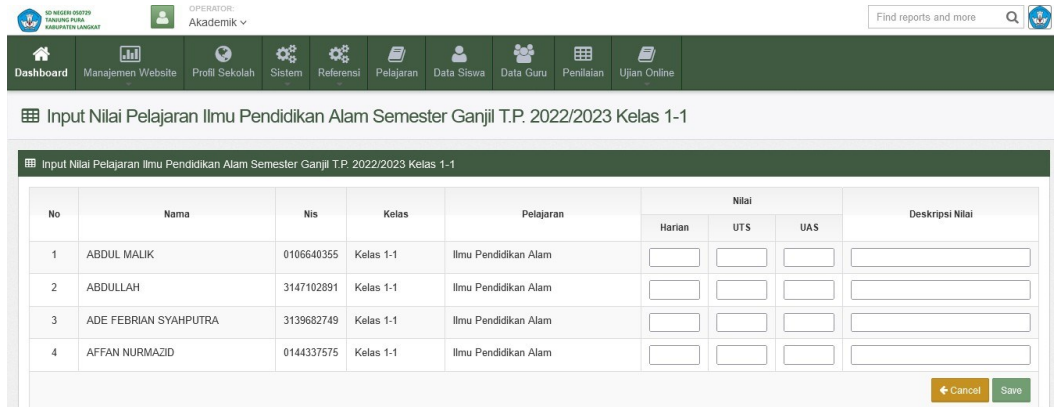 SD NEGERI 050729
TANJUNG PURA
KABUPATEN LANGKAT
OPERATOR:
Akademik
Find reports and more
Dashboard Manajemen Website Profil Sekolah Sistem Referensi Pelajaran Data Siswa Data Guru Penilaian Ujian Online
Input Nilai Pelajaran Ilmu Pendidikan Alam Semester Ganjil T.P. 2022/2023 Kelas 1-1
Input Nilai Pelajaran Ilmu Pendidikan Alam Semester Ganjil T.P. 2022/2023 Kelas 1-1
No Nama Nis Kelas Pelajaran Nilai Deskripsi Nilai
Harian UTS UAS
1 ABDUL MALIK 0106640355 Kelas 1-1 Ilmu Pendidikan Alam
2 ABDULLAH 3147102891 Kelas 1-1 Ilmu Pendidikan Alam
3 ADE FEBRIAN SYAHPUTRA 3139682749 Kelas 1-1 Ilmu Pendidikan Alam
4 AFFAN NURMAZID 0144337575 Kelas 1-1 Ilmu Pendidikan Alam
Cancel Save